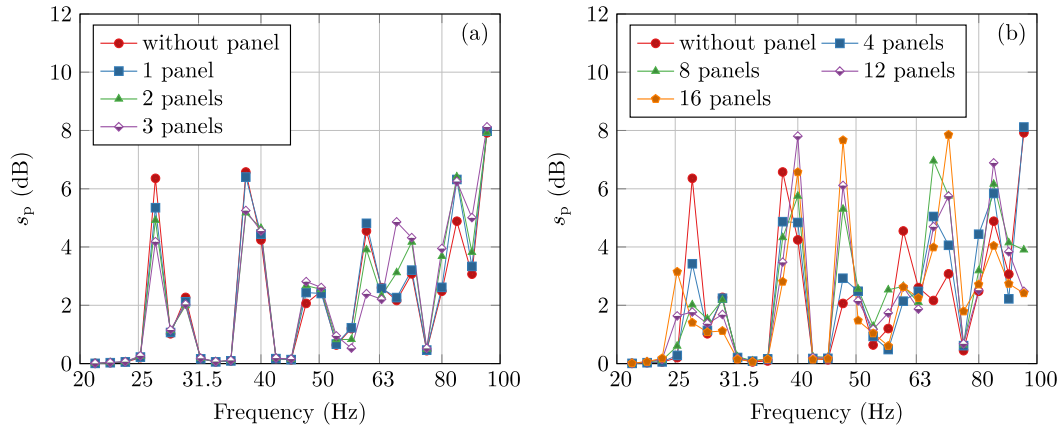 12
10
8
6
4
2
0
s_p (dB)
(a)
without panel
1 panel
2 panels
3 panels
20 25 31.5 40 50 63 80 100
Frequency (Hz)
12
10
8
6
4
2
0
s_p (dB)
(b)
without panel 4 panels
8 panels 12 panels
16 panels
20 25 31.5 40 50 63 80 100
Frequency (Hz)